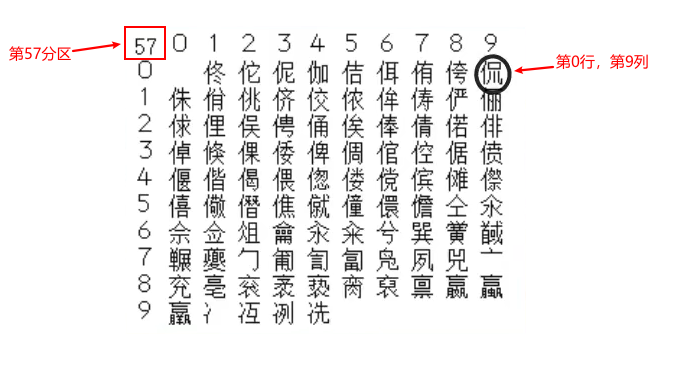 57 0 1 2 3 4 5 6 7 8 9
第57分区
0 佟 佗 伲 伽 佶 佴 侑 侉 侃
第0行，第9列
1 侏 佾 佻 侪 佼 侬 侔 俦 俨 俪
2 俅 俚 俣 俜 俑 俟 俸 倩 偌 俳
3 倬 倏 倮 倭 俾 倜 倌 倥 倨 偾
4 偃 偕 偈 偎 偬 偻 傥 傧 傩 傺
5 僖 儆 僭 僬 僦 僮 儇 儋 仝 氽
6 佘 佥 俎 龠 汆 籴 兮 巽 黉 馘
7 冁 夔 勹 匍 訇 匐 凫 夙 兕 亠
8 兖 亳 衮 袤 亵 脔 裒 禀 嬴 蠃
9 羸 冫 冱 冽 冼